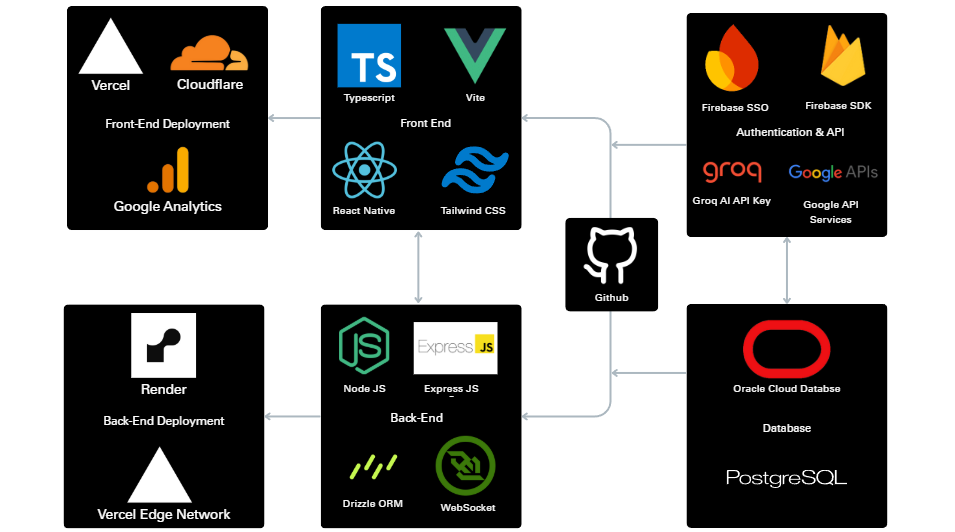 Vercel
Cloudflare
Front-End Deployment
Google Analytics
TS
Typescript
Vite
Front End
React Native
Tailwind CSS
Firebase SSO
Firebase SDK
Authentication & API
groq
Google APIs
Groq AI API Key
Google API
Services
Github
Render
Back-End Deployment
Vercel Edge Network
JS
Express JS
Node JS
Express JS
Back-End
Drizzle ORM
WebSocket
Oracle Cloud Databse
Database
PostgreSQL